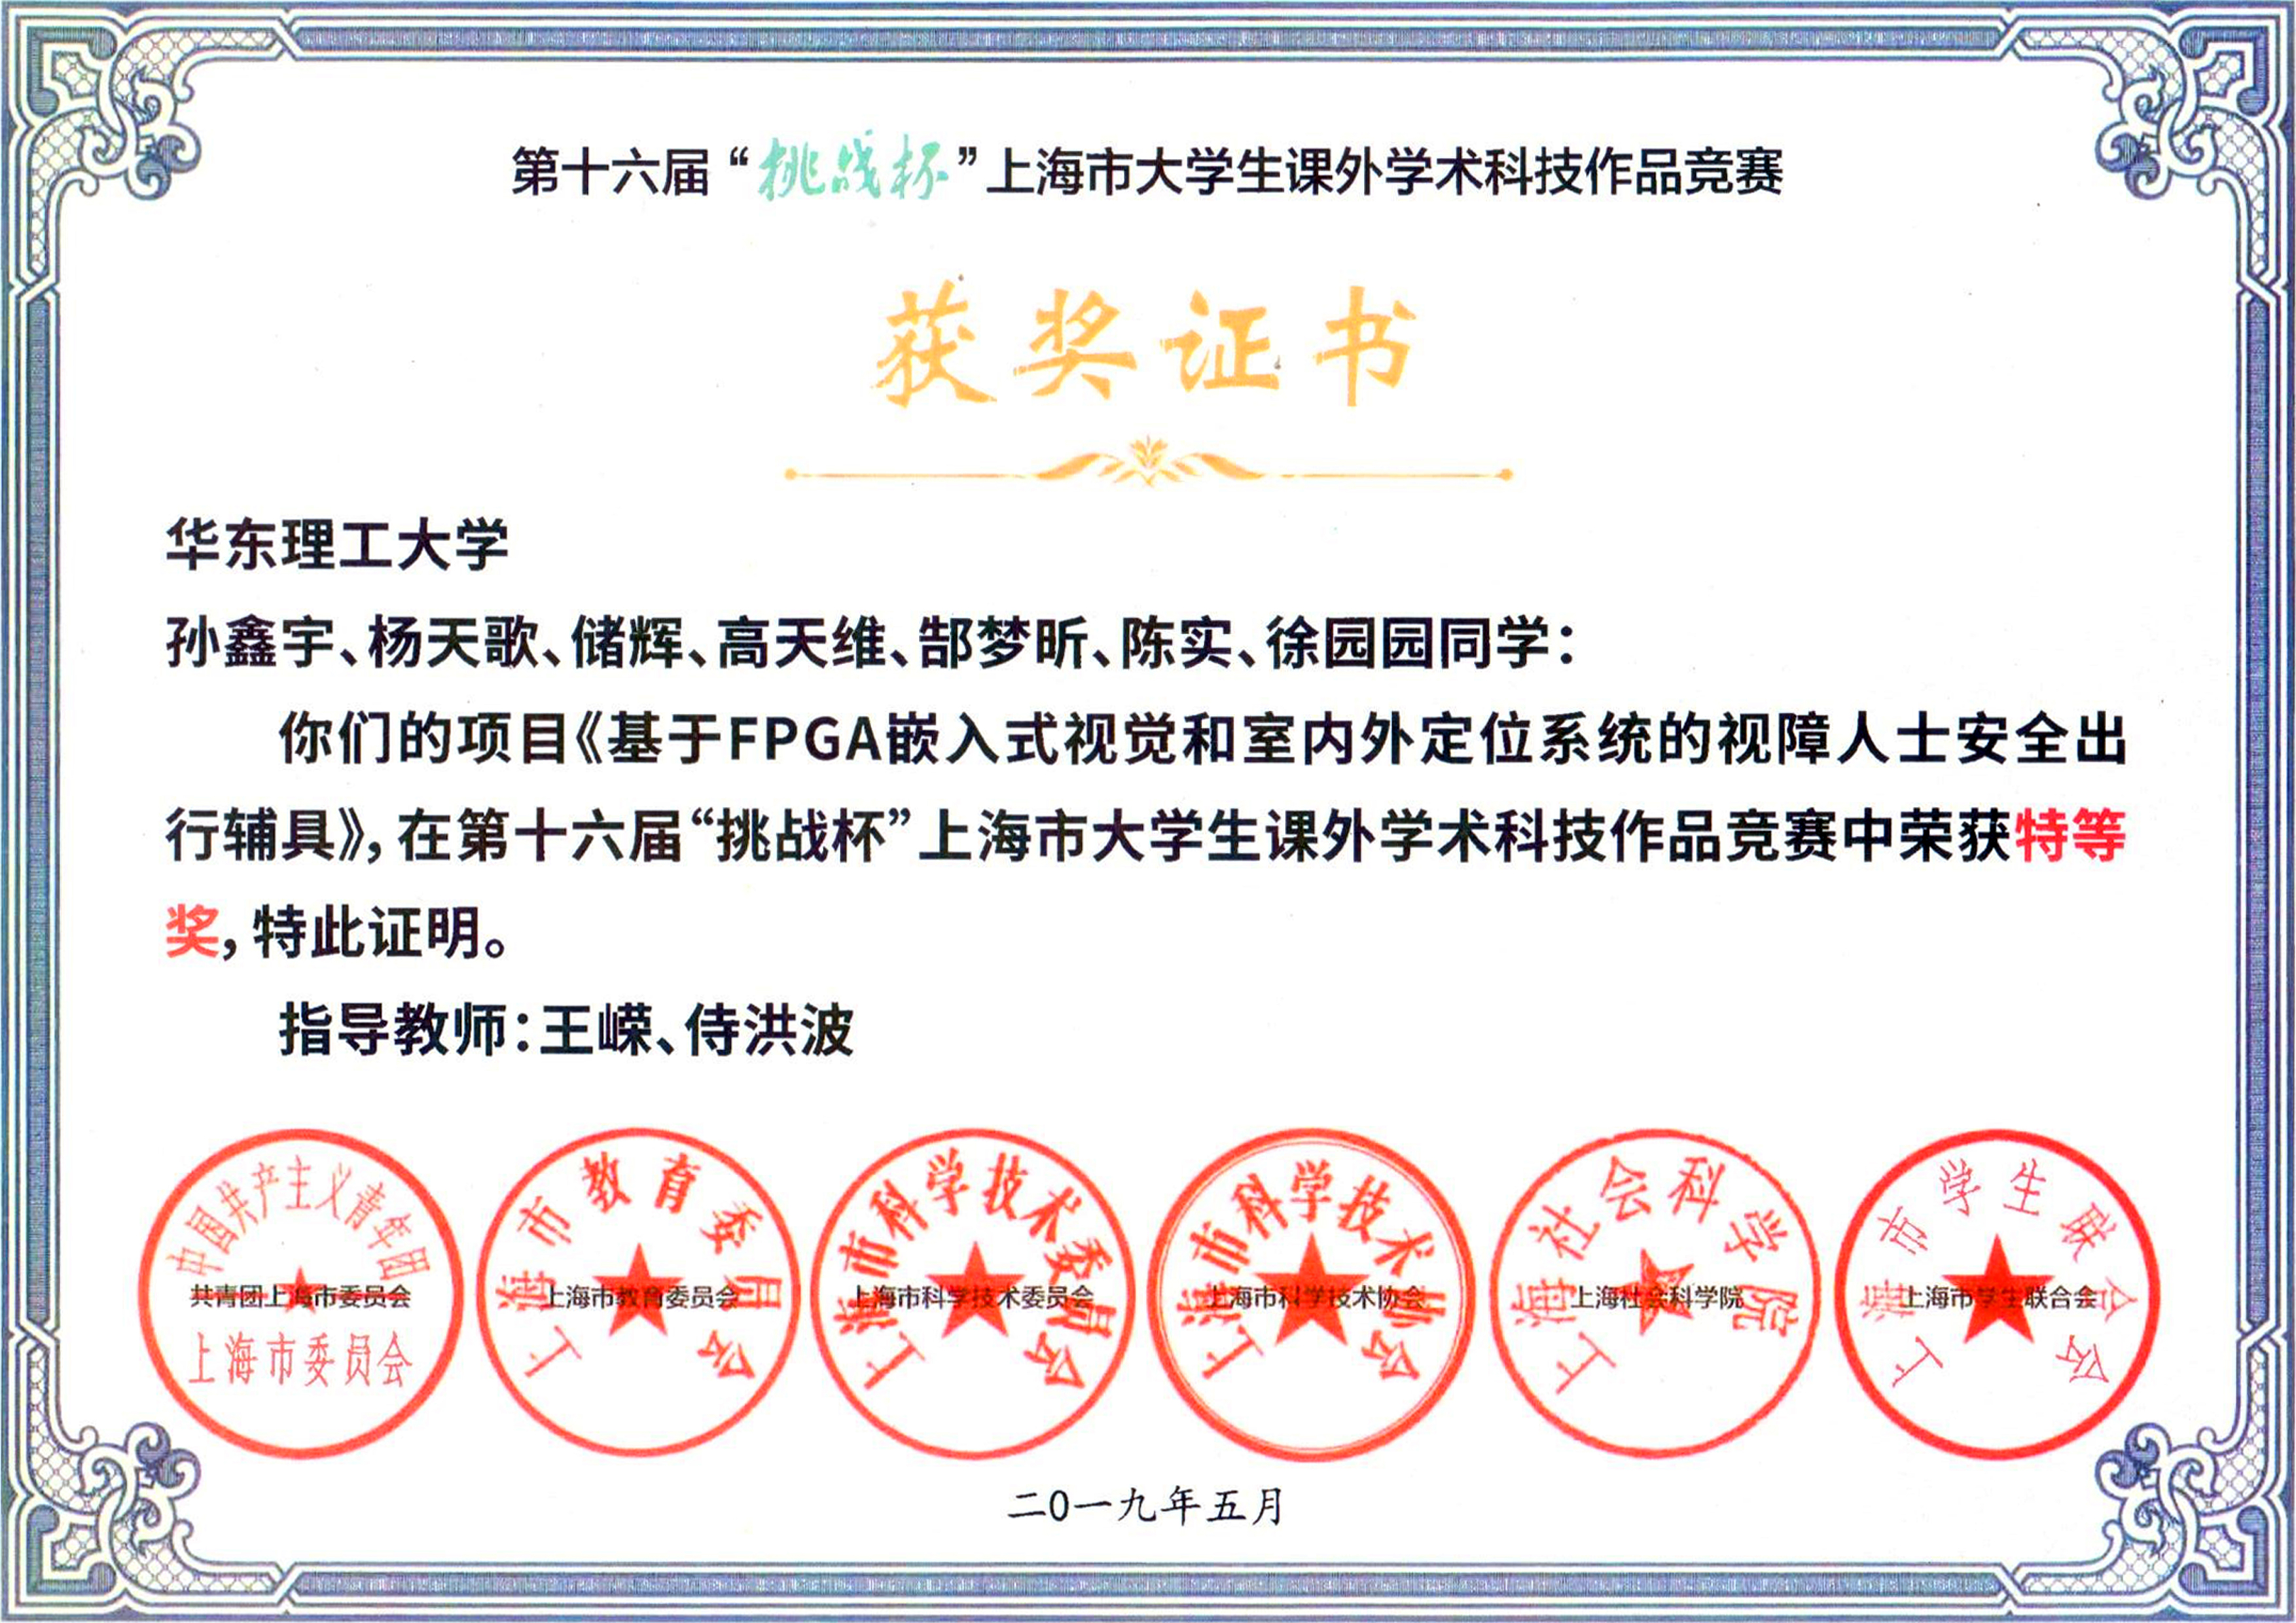 第十六届“挑战杯”上海市大学生课外学术科技作品竞赛
获奖证书
华东理工大学
孙鑫宇、杨天歌、储辉、高天维、郜梦昕、陈实、徐园园同学：
你们的项目《基于FPGA嵌入式视觉和室内外定位系统的视障人士安全出
行辅具》，在第十六届“挑战杯”上海市大学生课外学术科技作品竞赛中荣获特等
奖，特此证明。
指导教师：王嵘、侍洪波
中国共产主义青年团
共青团上海市委员会
上海市委员会
上海市教育委员会
上海市教育委员会
上海市科学技术委员会
上海市科学技术委员会
上海市科学技术协会
上海市科学技术协会
上海社会科学院
上海社会科学院
上海市学生联合会
上海市学生联合会
二〇一九年五月